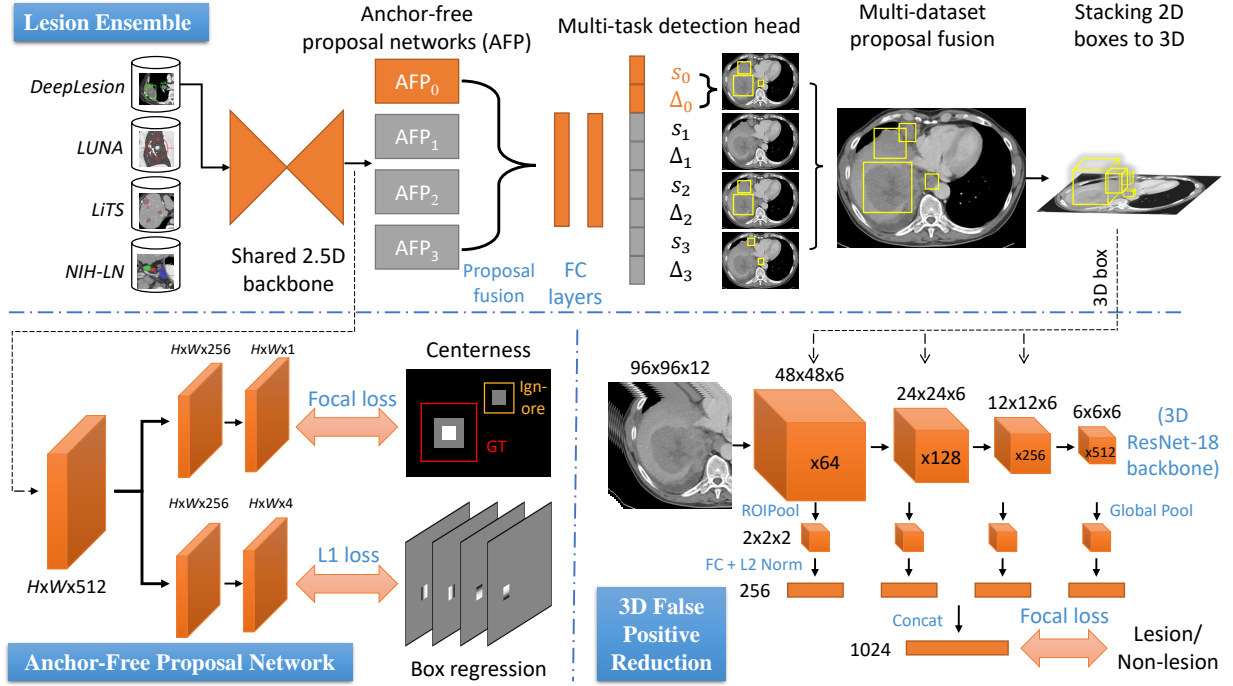 Lesion Ensemble
Anchor-free
proposal networks (AFP)
Multi-task detection head
Multi-dataset
proposal fusion
Stacking 2D
boxes to 3D
DeepLesion
LUNA
LiTS
NIH-LN
Shared 2.5D
backbone
AFP0
AFP1
AFP2
AFP3
Proposal
fusion
FC
layers
s0
Δ0
s1
Δ1
s2
Δ2
s3
Δ3
3D box
HxWx512
HxWx256
HxWx1
Focal loss
Centerness
Ign-
ore
GT
HxWx256
HxWx4
L1 loss
Box regression
Anchor-Free Proposal Network
96x96x12
48x48x6
24x24x6
12x12x6
6x6x6
x64
x128
x256
x512
(3D
ResNet-18
backbone)
ROIPool
Global Pool
2x2x2
FC + L2 Norm
256
Concat
1024
Focal loss
Lesion/
Non-lesion
3D False
Positive
Reduction